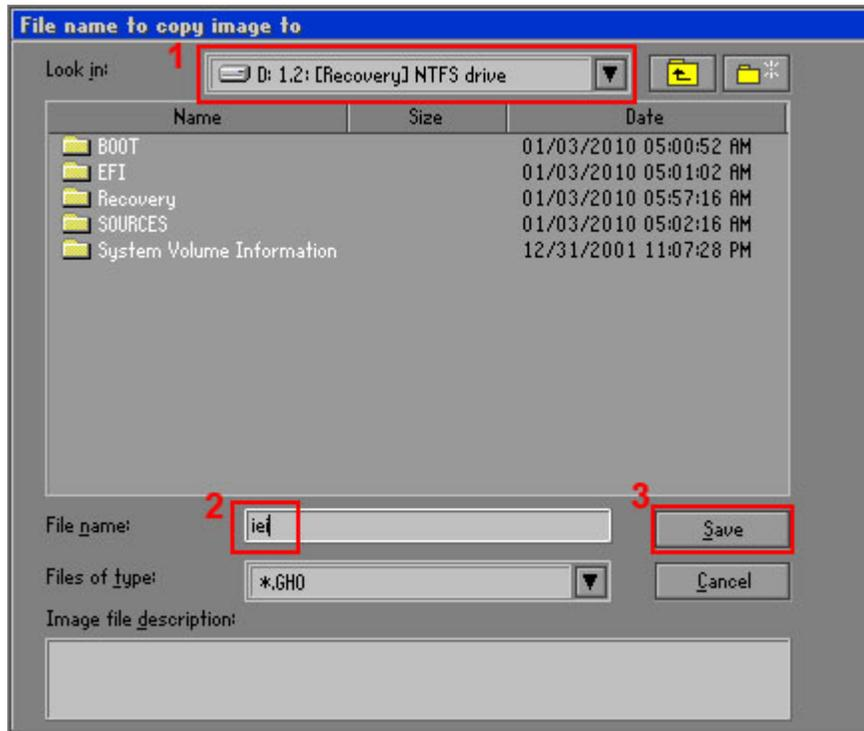 File name to copy image to
1
Look in: D: 1.2: [Recovery] NTFS drive
Name Size Date
BOOT 01/03/2010 05:00:52 AM
EFI 01/03/2010 05:01:02 AM
Recovery 01/03/2010 05:57:16 AM
SOURCES 01/03/2010 05:02:16 AM
System Volume Information 12/31/2001 11:07:28 PM
2 3
File name: iei Save
Files of type: *.GHO Cancel
Image file description: